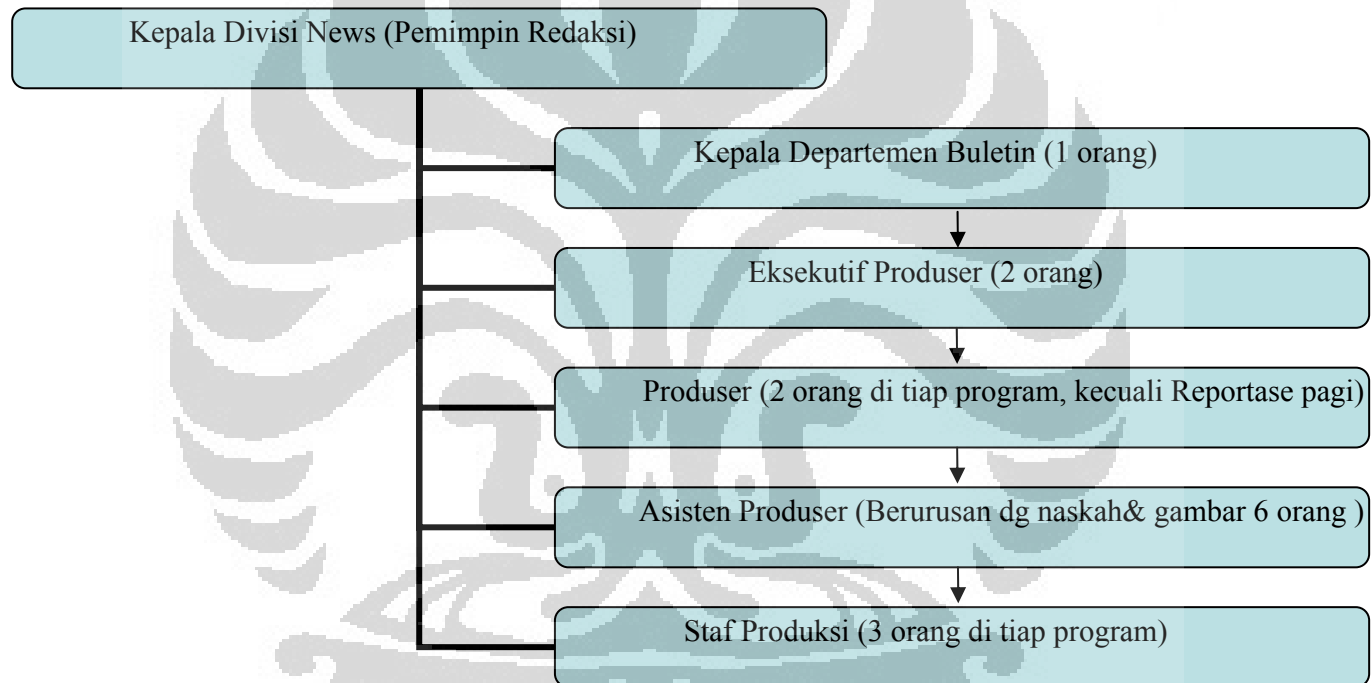 Kepala Divisi News (Pemimpin Redaksi)
Kepala Departemen Buletin (1 orang)
Eksekutif Produser (2 orang)
Produser (2 orang di tiap program, kecuali Reportase pagi)
Asisten Produser (Berurusan dg naskah& gambar 6 orang )
Staf Produksi (3 orang di tiap program)